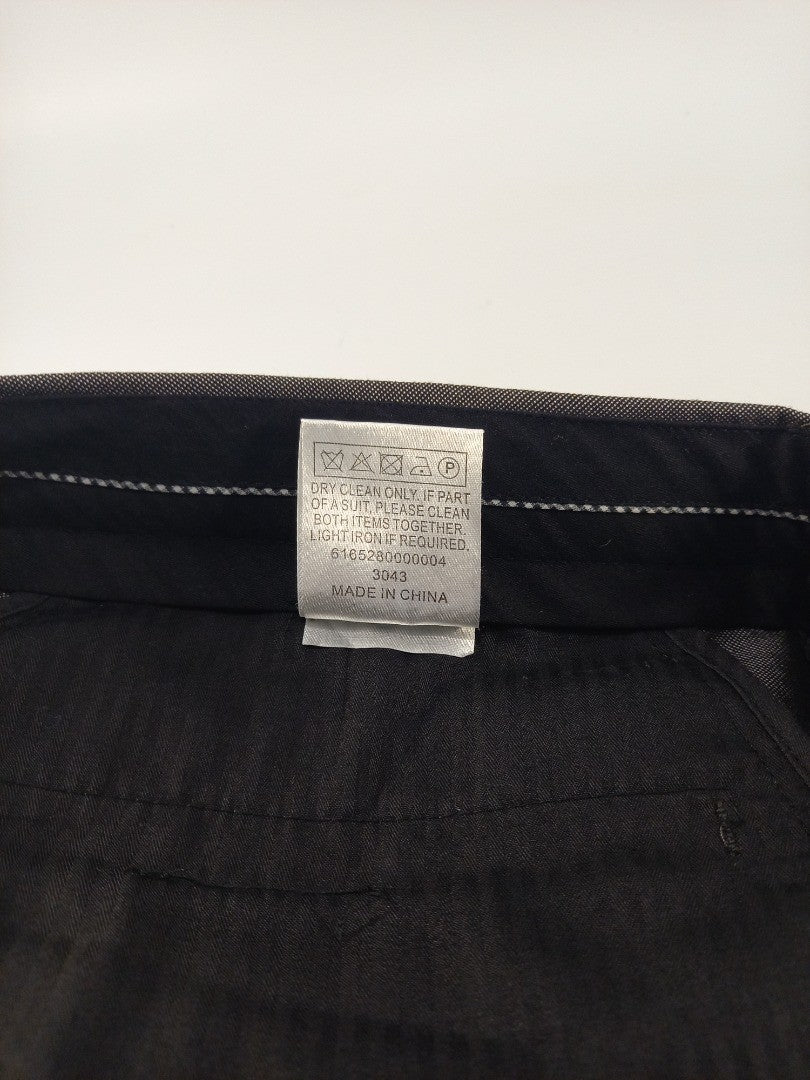 P
DRY CLEAN ONLY. IF PART
OF A SUIT, PLEASE CLEAN
BOTH ITEMS TOGETHER.
LIGHT IRON IF REQUIRED.
6165280000004
3043
MADE IN CHINA